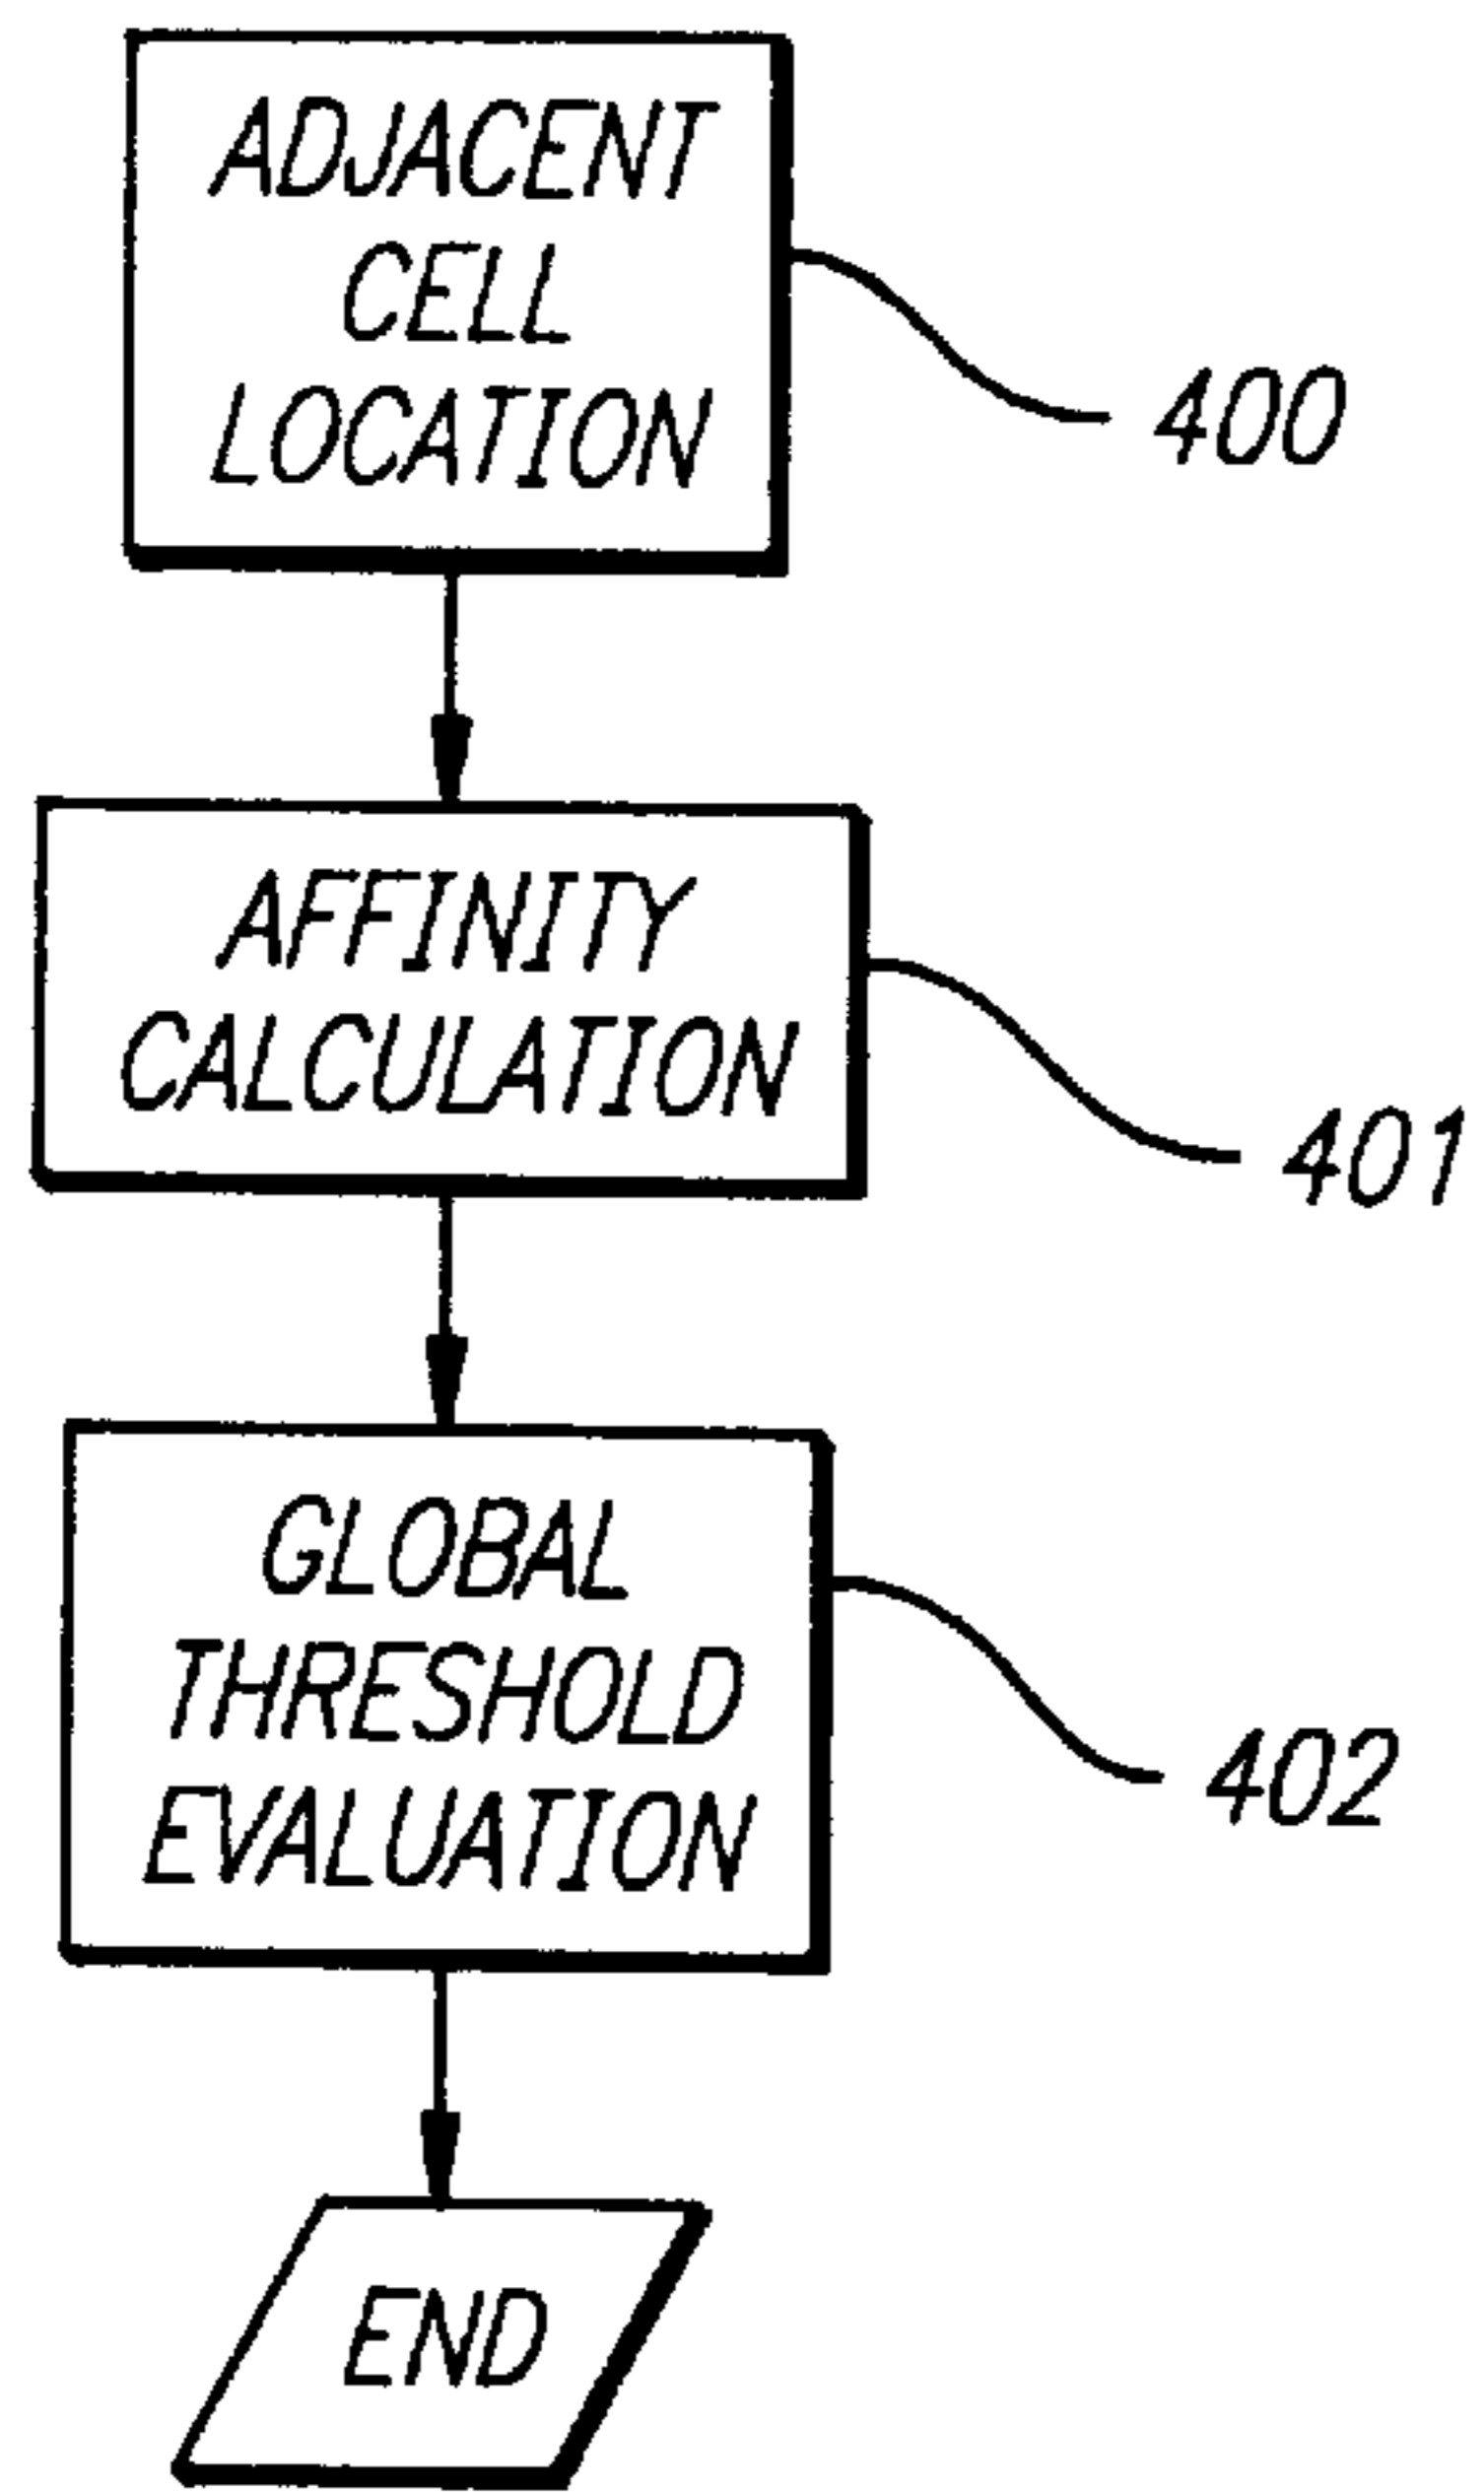 ADJACENT
CELL
LOCATION
400
AFFINITY
CALCULATION
401
GLOBAL
THRESHOLD
EVALUATION
402
END